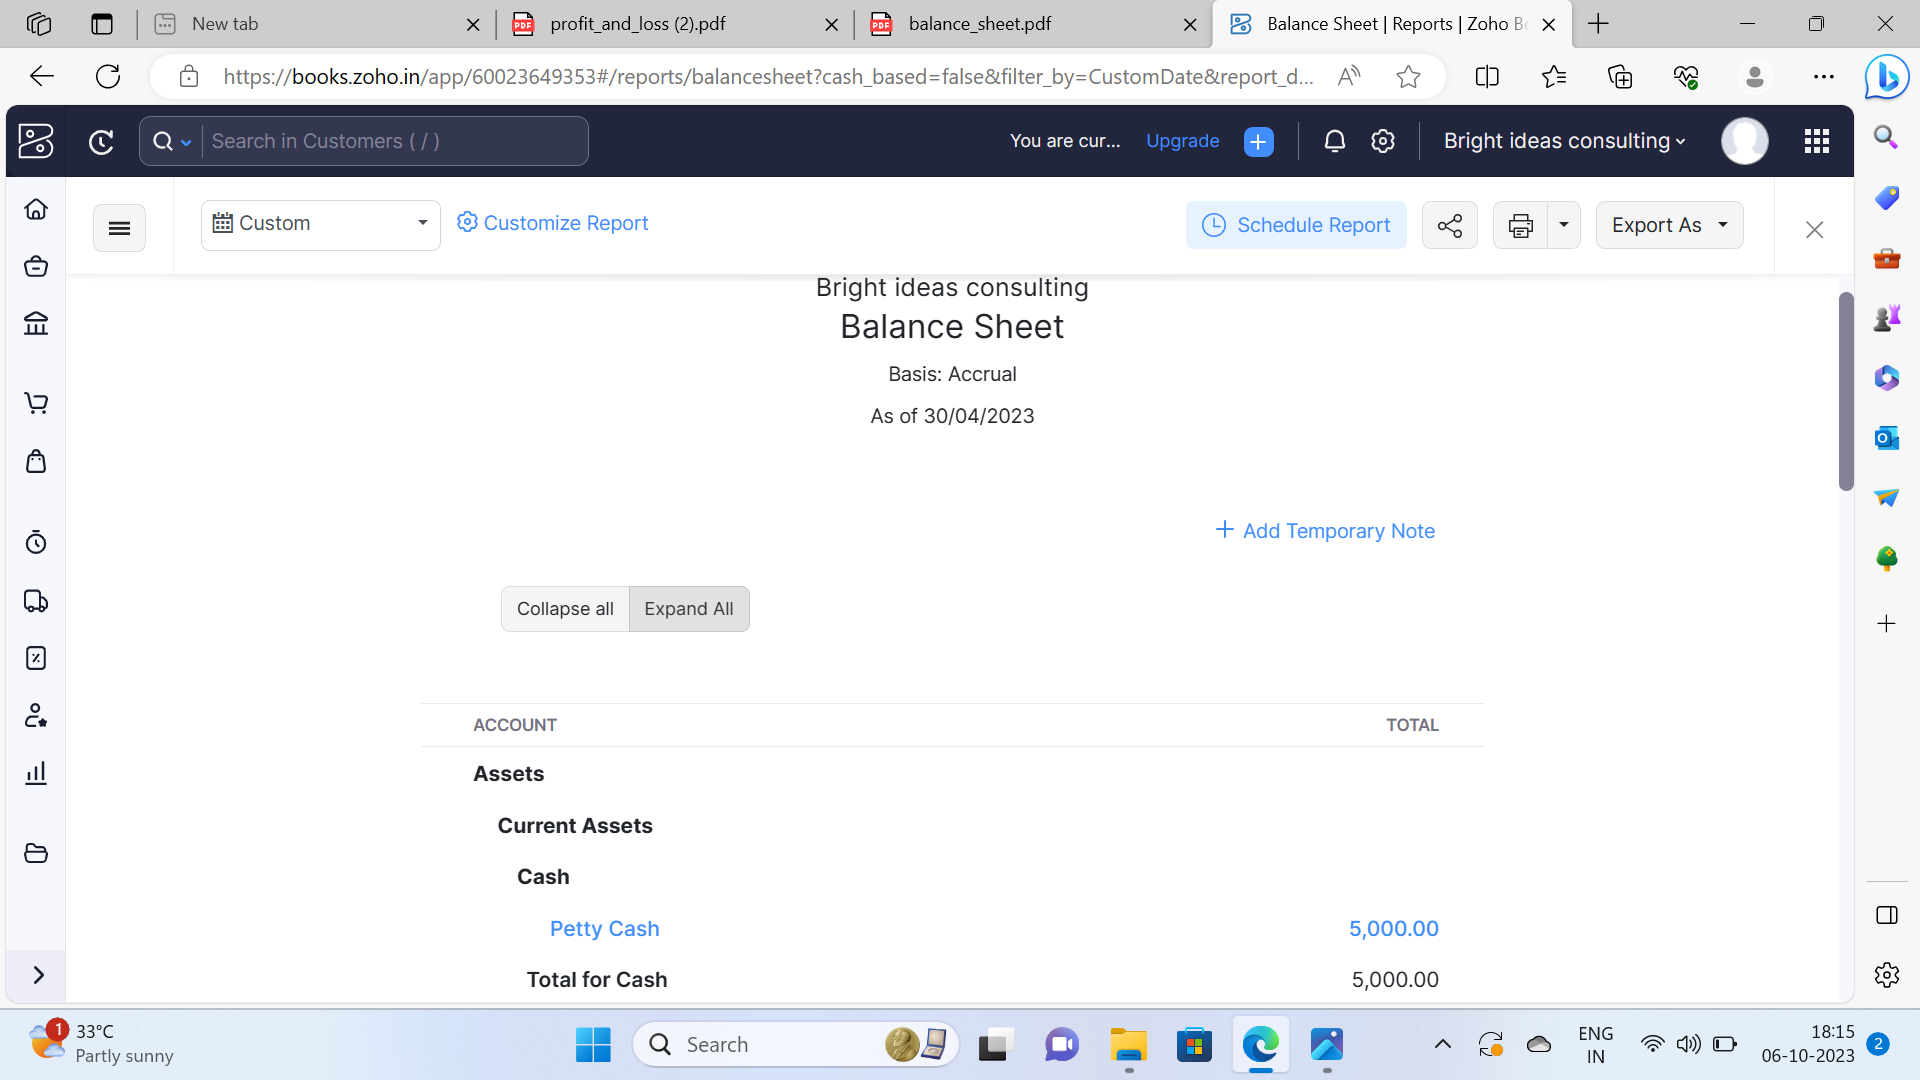 New tab
profit_and_loss (2).pdf
balance_sheet.pdf
Balance Sheet | Reports | Zoho B
https://books.zoho.in/app/60023649353#/reports/balancesheet?cash_based=false&filter_by=CustomDate&report_d...
Search in Customers ( / )
You are cur...
Upgrade
Bright ideas consulting
Custom
Customize Report
Schedule Report
Export As
Bright ideas consulting
Balance Sheet
Basis: Accrual
As of 30/04/2023
+ Add Temporary Note
Collapse all
Expand All
ACCOUNT TOTAL
Assets
Current Assets
Cash
Petty Cash 5,000.00
Total for Cash 5,000.00
1
33°C
Partly sunny
Search
ENG
IN
18:15
06-10-2023
2